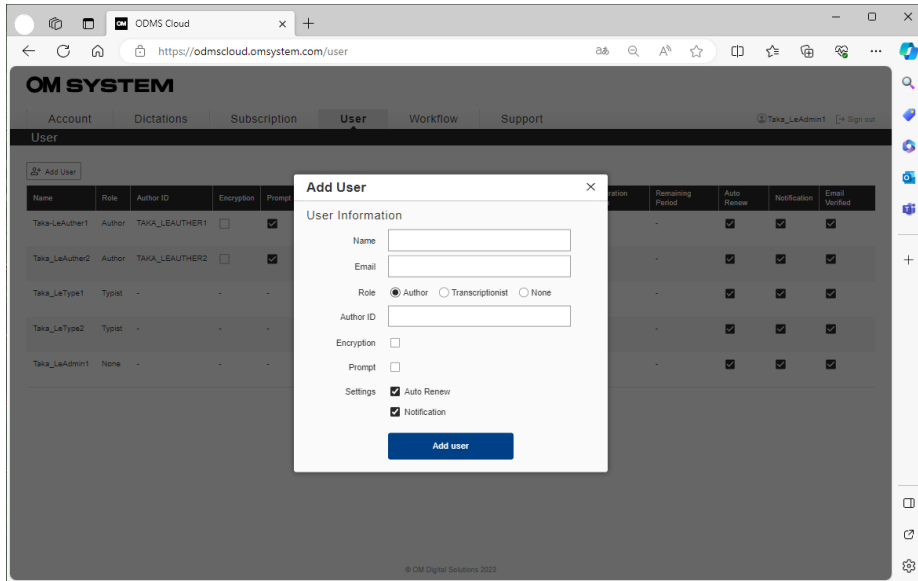 ODMS Cloud
https://odmscloud.omsystem.com/user
OM SYSTEM
Account Dictations Subscription User Workflow Support Taka_LeAdmin1 Sign out
User
Add User
Name Role Author ID Encryption Prompt Remaining Period Auto Renew Notification Email Verified
Taka-LeAuther1 Author TAKA_LEAUTHER1 -
Taka_LeAuther2 Author TAKA_LEAUTHER2 -
Taka_LeType1 Typist - - - -
Taka_LeType2 Typist - - - -
Taka_LeAdmin1 None - - - -
Add User
User Information
Name
Email
Role Author Transcriptionist None
Author ID
Encryption
Prompt
Settings Auto Renew
Notification
Add user
© OM Digital Solutions 2023